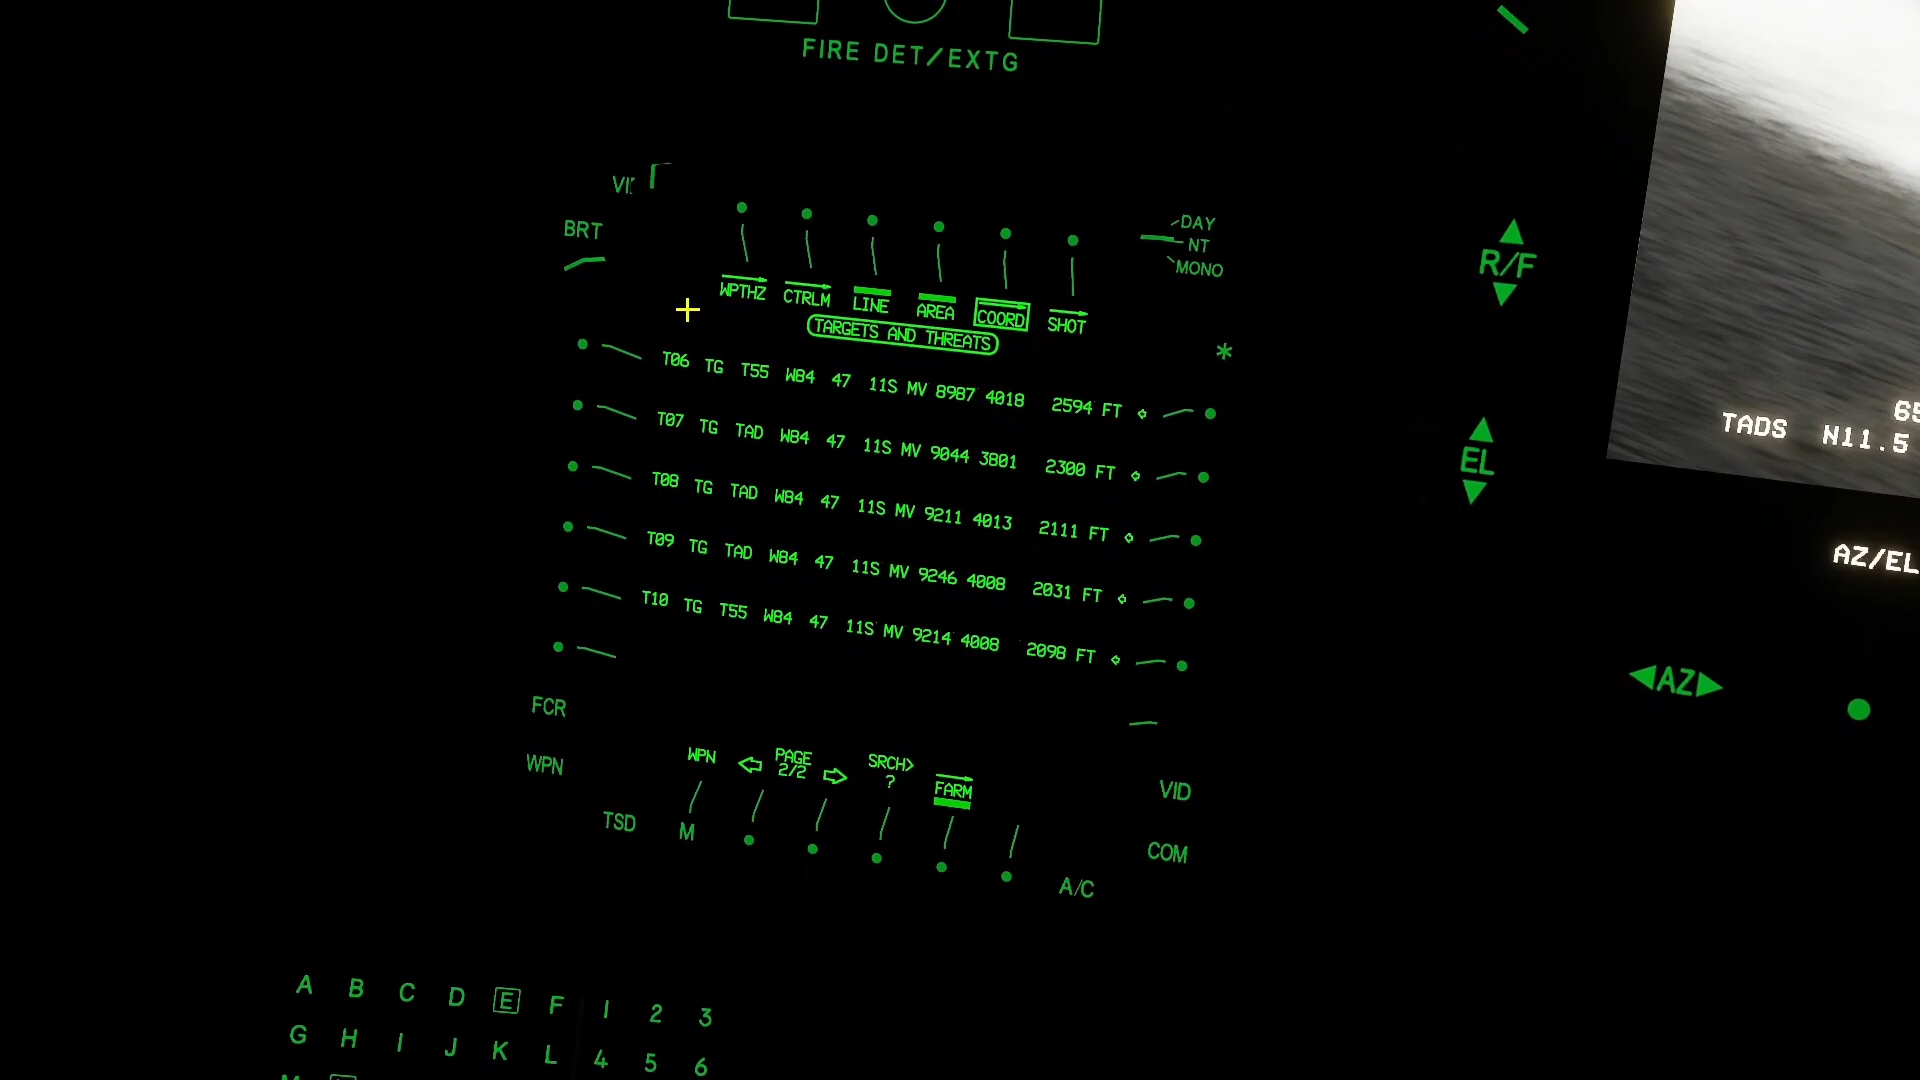 FIRE DET/EXTG
BRT
DAY
NT
MONO
R/F
WPTHZ CTRLM LINE AREA COORD SHOT
TARGETS AND THREATS
*
T06 TG T55 W84 47 11S MV 8987 4018 2594 FT
T07 TG TAD W84 47 11S MV 9044 3801 2300 FT
T08 TG TAD W84 47 11S MV 9211 4013 2111 FT
T09 TG TAD W84 47 11S MV 9246 4008 2031 FT
T10 TG T55 W84 47 11S MV 9214 4008 2098 FT
TADS N11.5
EL
AZ/EL
AZ
FCR
WPN
WPN PAGE 2/2 SRCH> ? FARM
VID
TSD M
COM
A/C
A B C D E F 1 2 3
G H I J K L 4 5 6